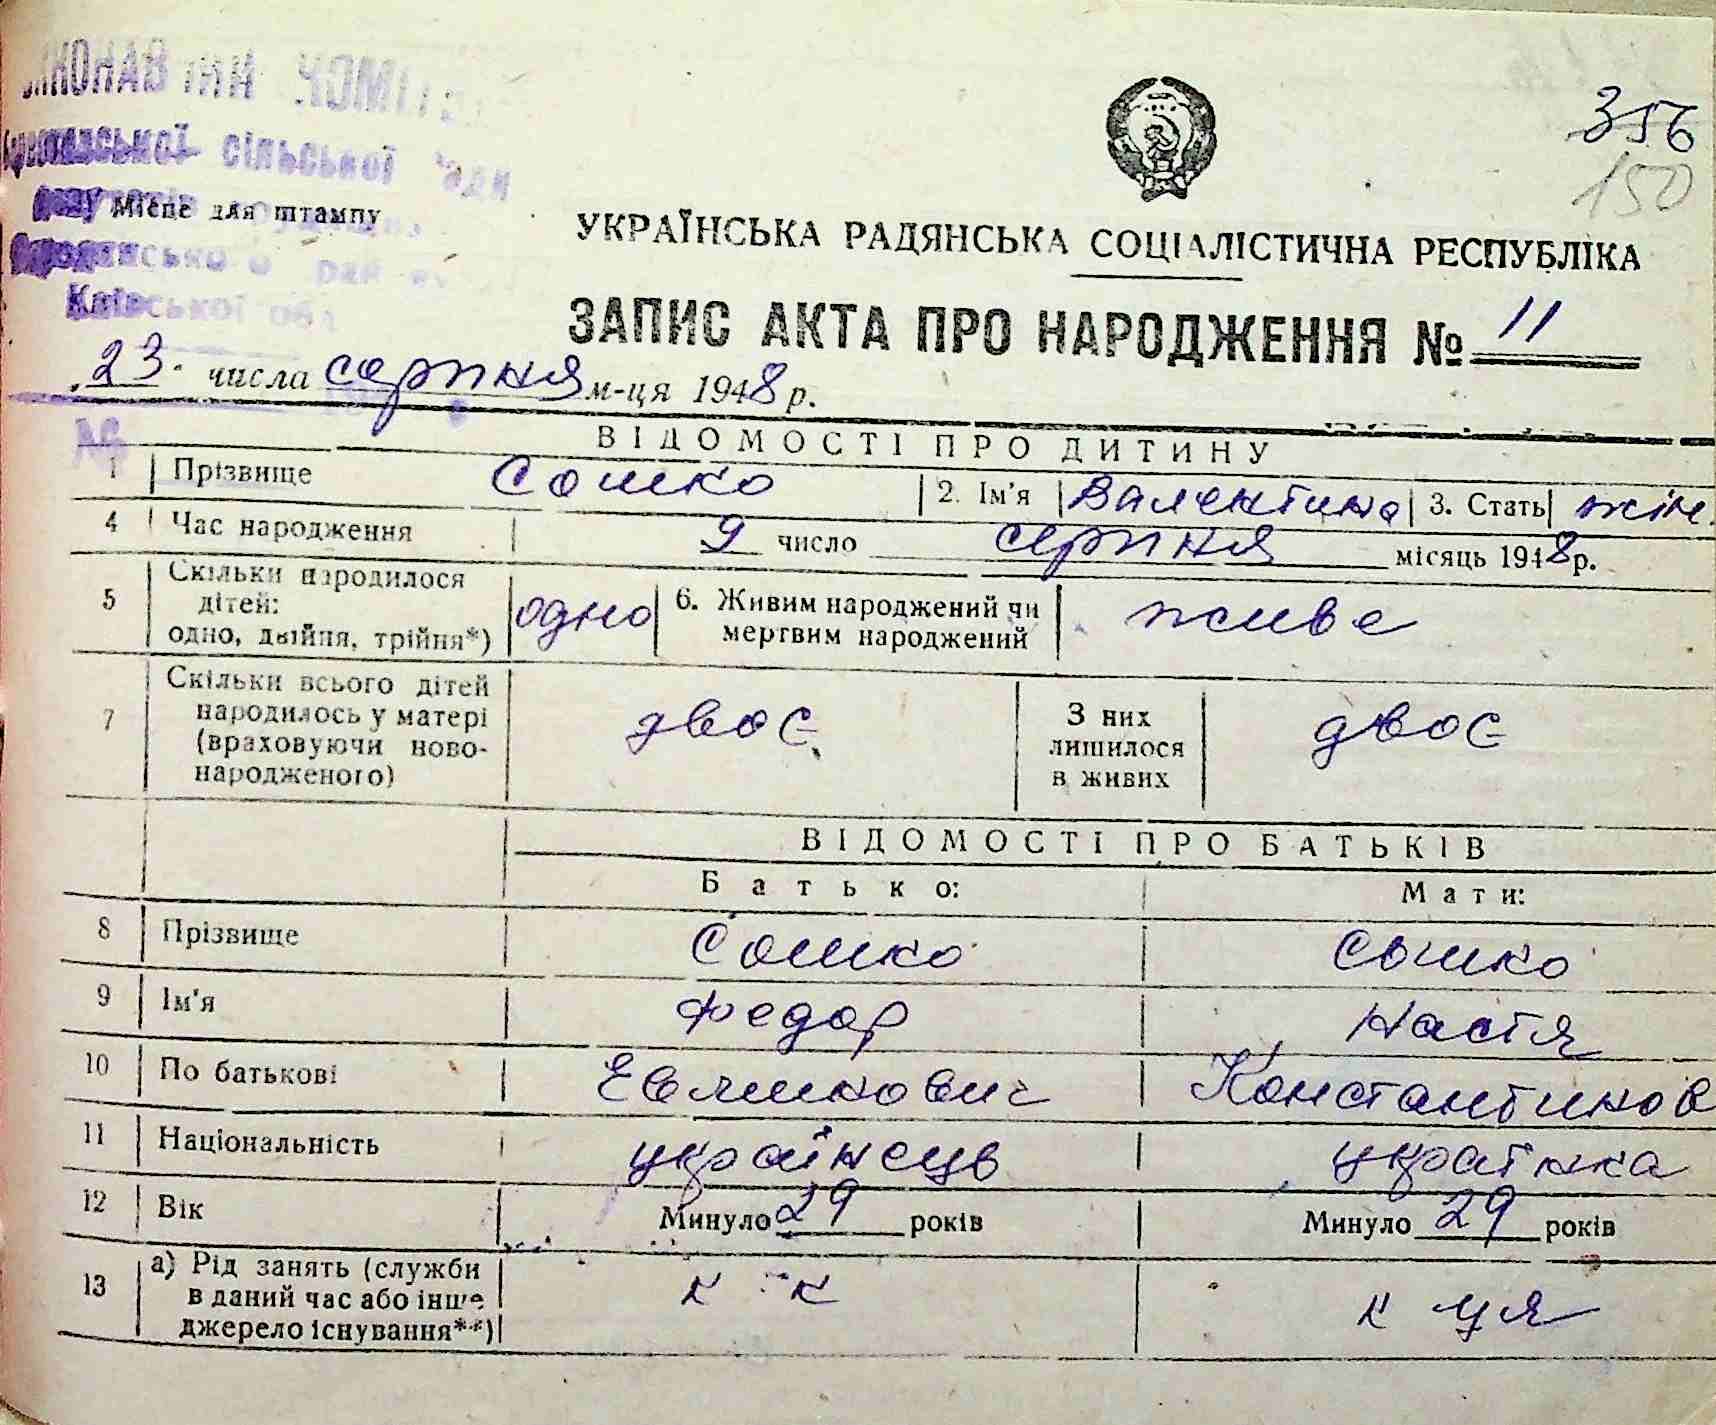 сільської ради
Місце для штампу
Київської обл
356
150
УКРАЇНСЬКА РАДЯНСЬКА СОЦІАЛІСТИЧНА РЕСПУБЛІКА
ЗАПИС АКТА ПРО НАРОДЖЕННЯ № 11
23 числа серпня м-ця 1948 р.
ВІДОМОСТІ ПРО ДИТИНУ
1 Прізвище Сошко 2. Ім'я Валентина 3. Стать жін.
4 Час народження 9 число серпня місяць 1948 р.
5 Скільки народилося
дітей:
одно, двійня, трійня*) одно 6. Живим народжений чи
мертвим народжений живе
7 Скільки всього дітей
народилось у матері
(враховуючи ново-
народженого) двоє З них
лишилося
в живих двоє
ВІДОМОСТІ ПРО БАТЬКІВ
Батько: Мати:
8 Прізвище Сошко Сошко
9 Ім'я Федор Настя
10 По батькові Константинов
11 Національність українець українка
12 Вік Минуло 29 років Минуло 29 років
13 а) Рід занять (служби
в даний час або інше
джерело існування**) к к к ця